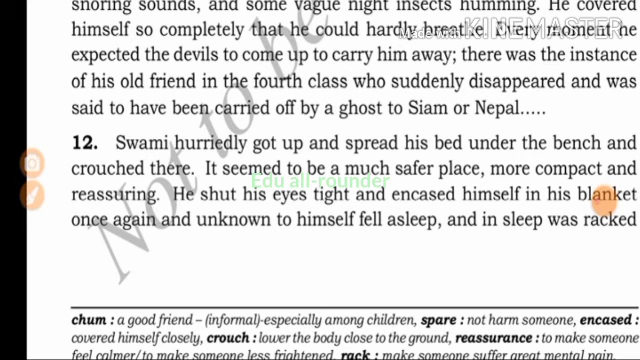 snoring sounds, and some vague night insects humming. He covered
himself so completely that he could hardly breathe. Every moment he
KINEMASTER
expected the devils to come up to carry him away; there was the instance
of his old friend in the fourth class who suddenly disappeared and was
said to have been carried off by a ghost to Siam or Nepal.....
12. Swami hurriedly got up and spread his bed under the bench and
crouched there. It seemed to be a much safer place, more compact and
Edu all-rounder
reassuring. He shut his eyes tight and encased himself in his blanket
once again and unknown to himself fell asleep, and in sleep was racked
Not to be
chum : a good friend – (informal)-especially among children, spare : not harm someone, encased :
covered himself closely, crouch : lower the body close to the ground, reassurance : to make someone
feel calmer/to make someone less frightened, rack : make someone suffer great mental pain.